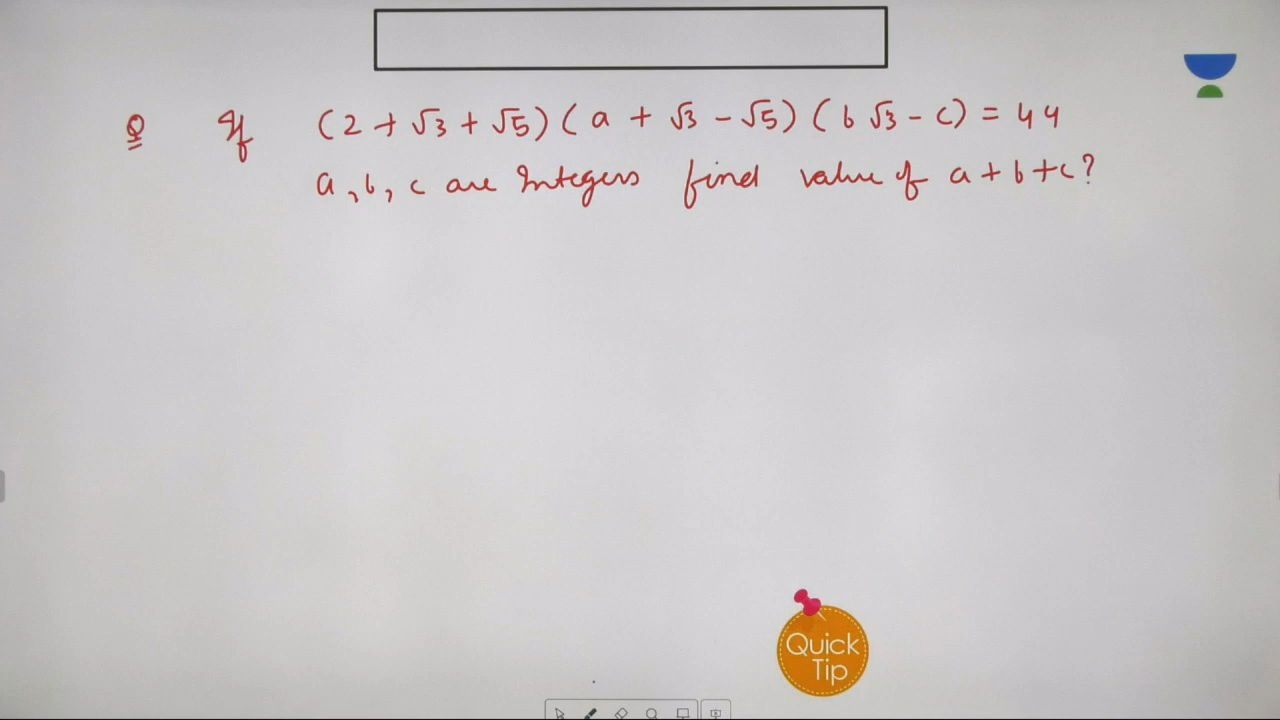 Q If (2 + √3 + √5) ( a + √3 - √5) ( b √3 - c) = 44
a, b, c are Integers find value of a + b + c ?
Quick
Tip